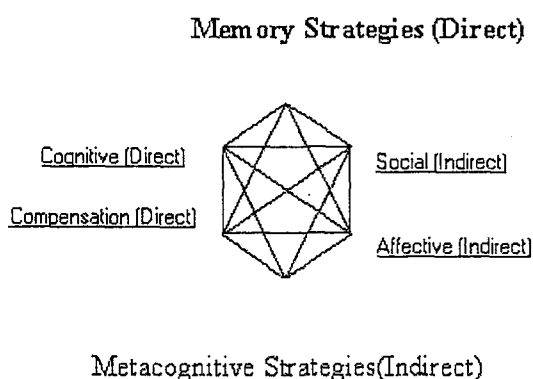 Memory Strategies (Direct)
Cognitive (Direct)
Social (Indirect)
Compensation (Direct)
Affective (Indirect)
Metacognitive Strategies(Indirect)